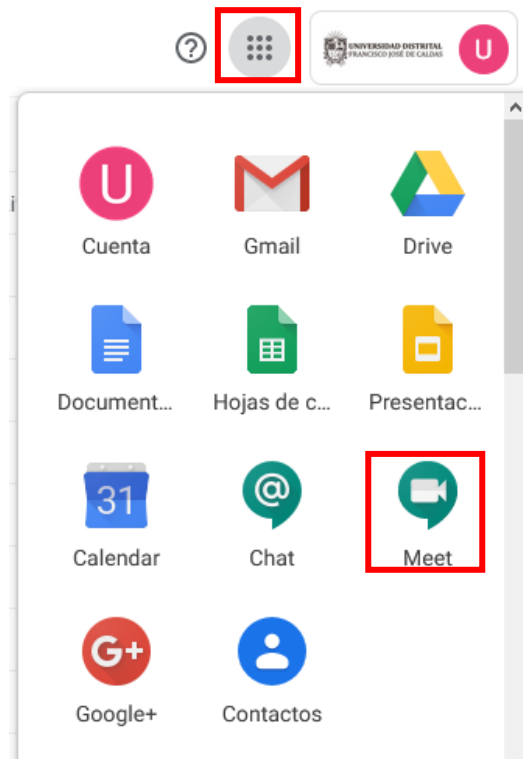 UNIVERSIDAD DISTRITAL
FRANCISCO JOSÉ DE CALDAS
U
U
Cuenta
Gmail
Drive
Document...
Hojas de c...
Presentac...
31
Calendar
@
Chat
Meet
G+
Google+
Contactos